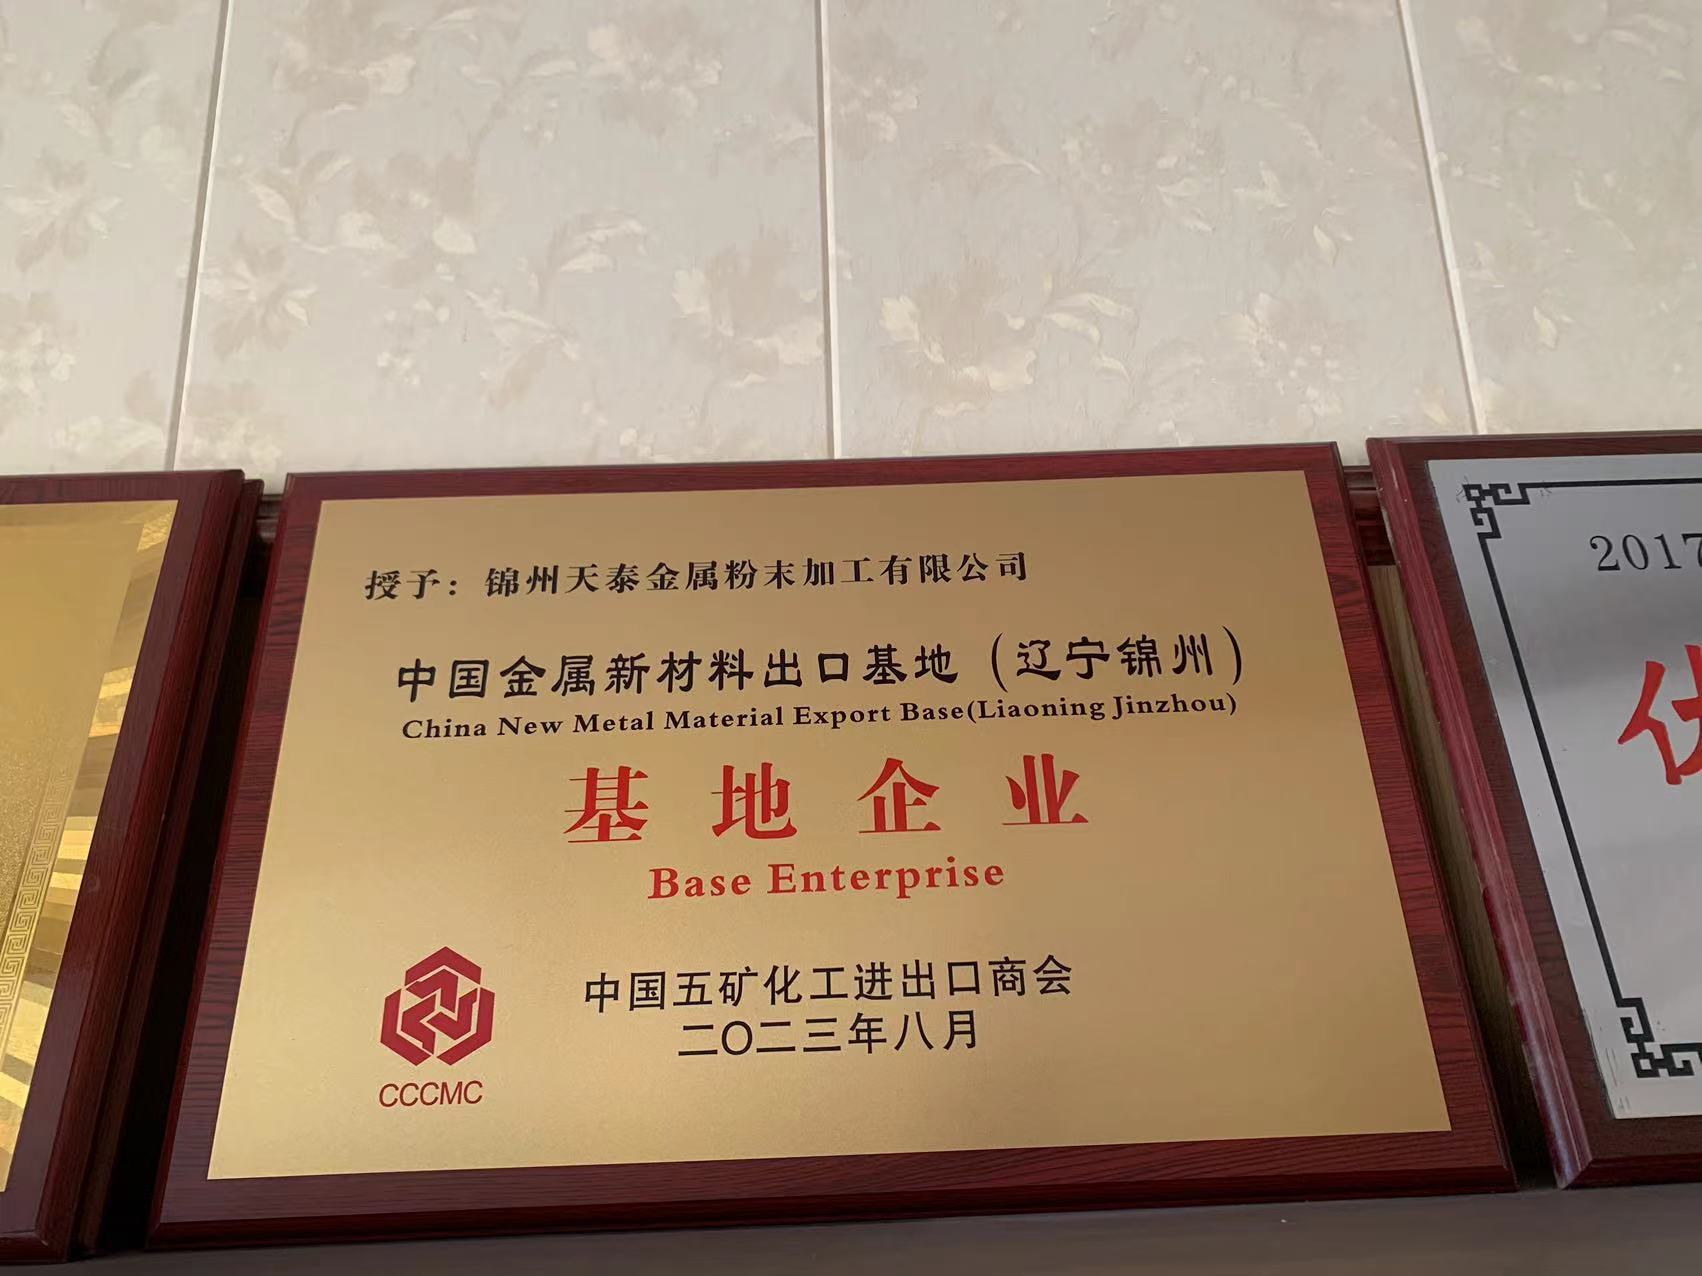 授予：锦州天泰金属粉末加工有限公司
中国金属新材料出口基地（辽宁锦州）
China New Metal Material Export Base(Liaoning Jinzhou)
基地企业
Base Enterprise
中国五矿化工进出口商会
二〇二三年八月
CCCMC
2017